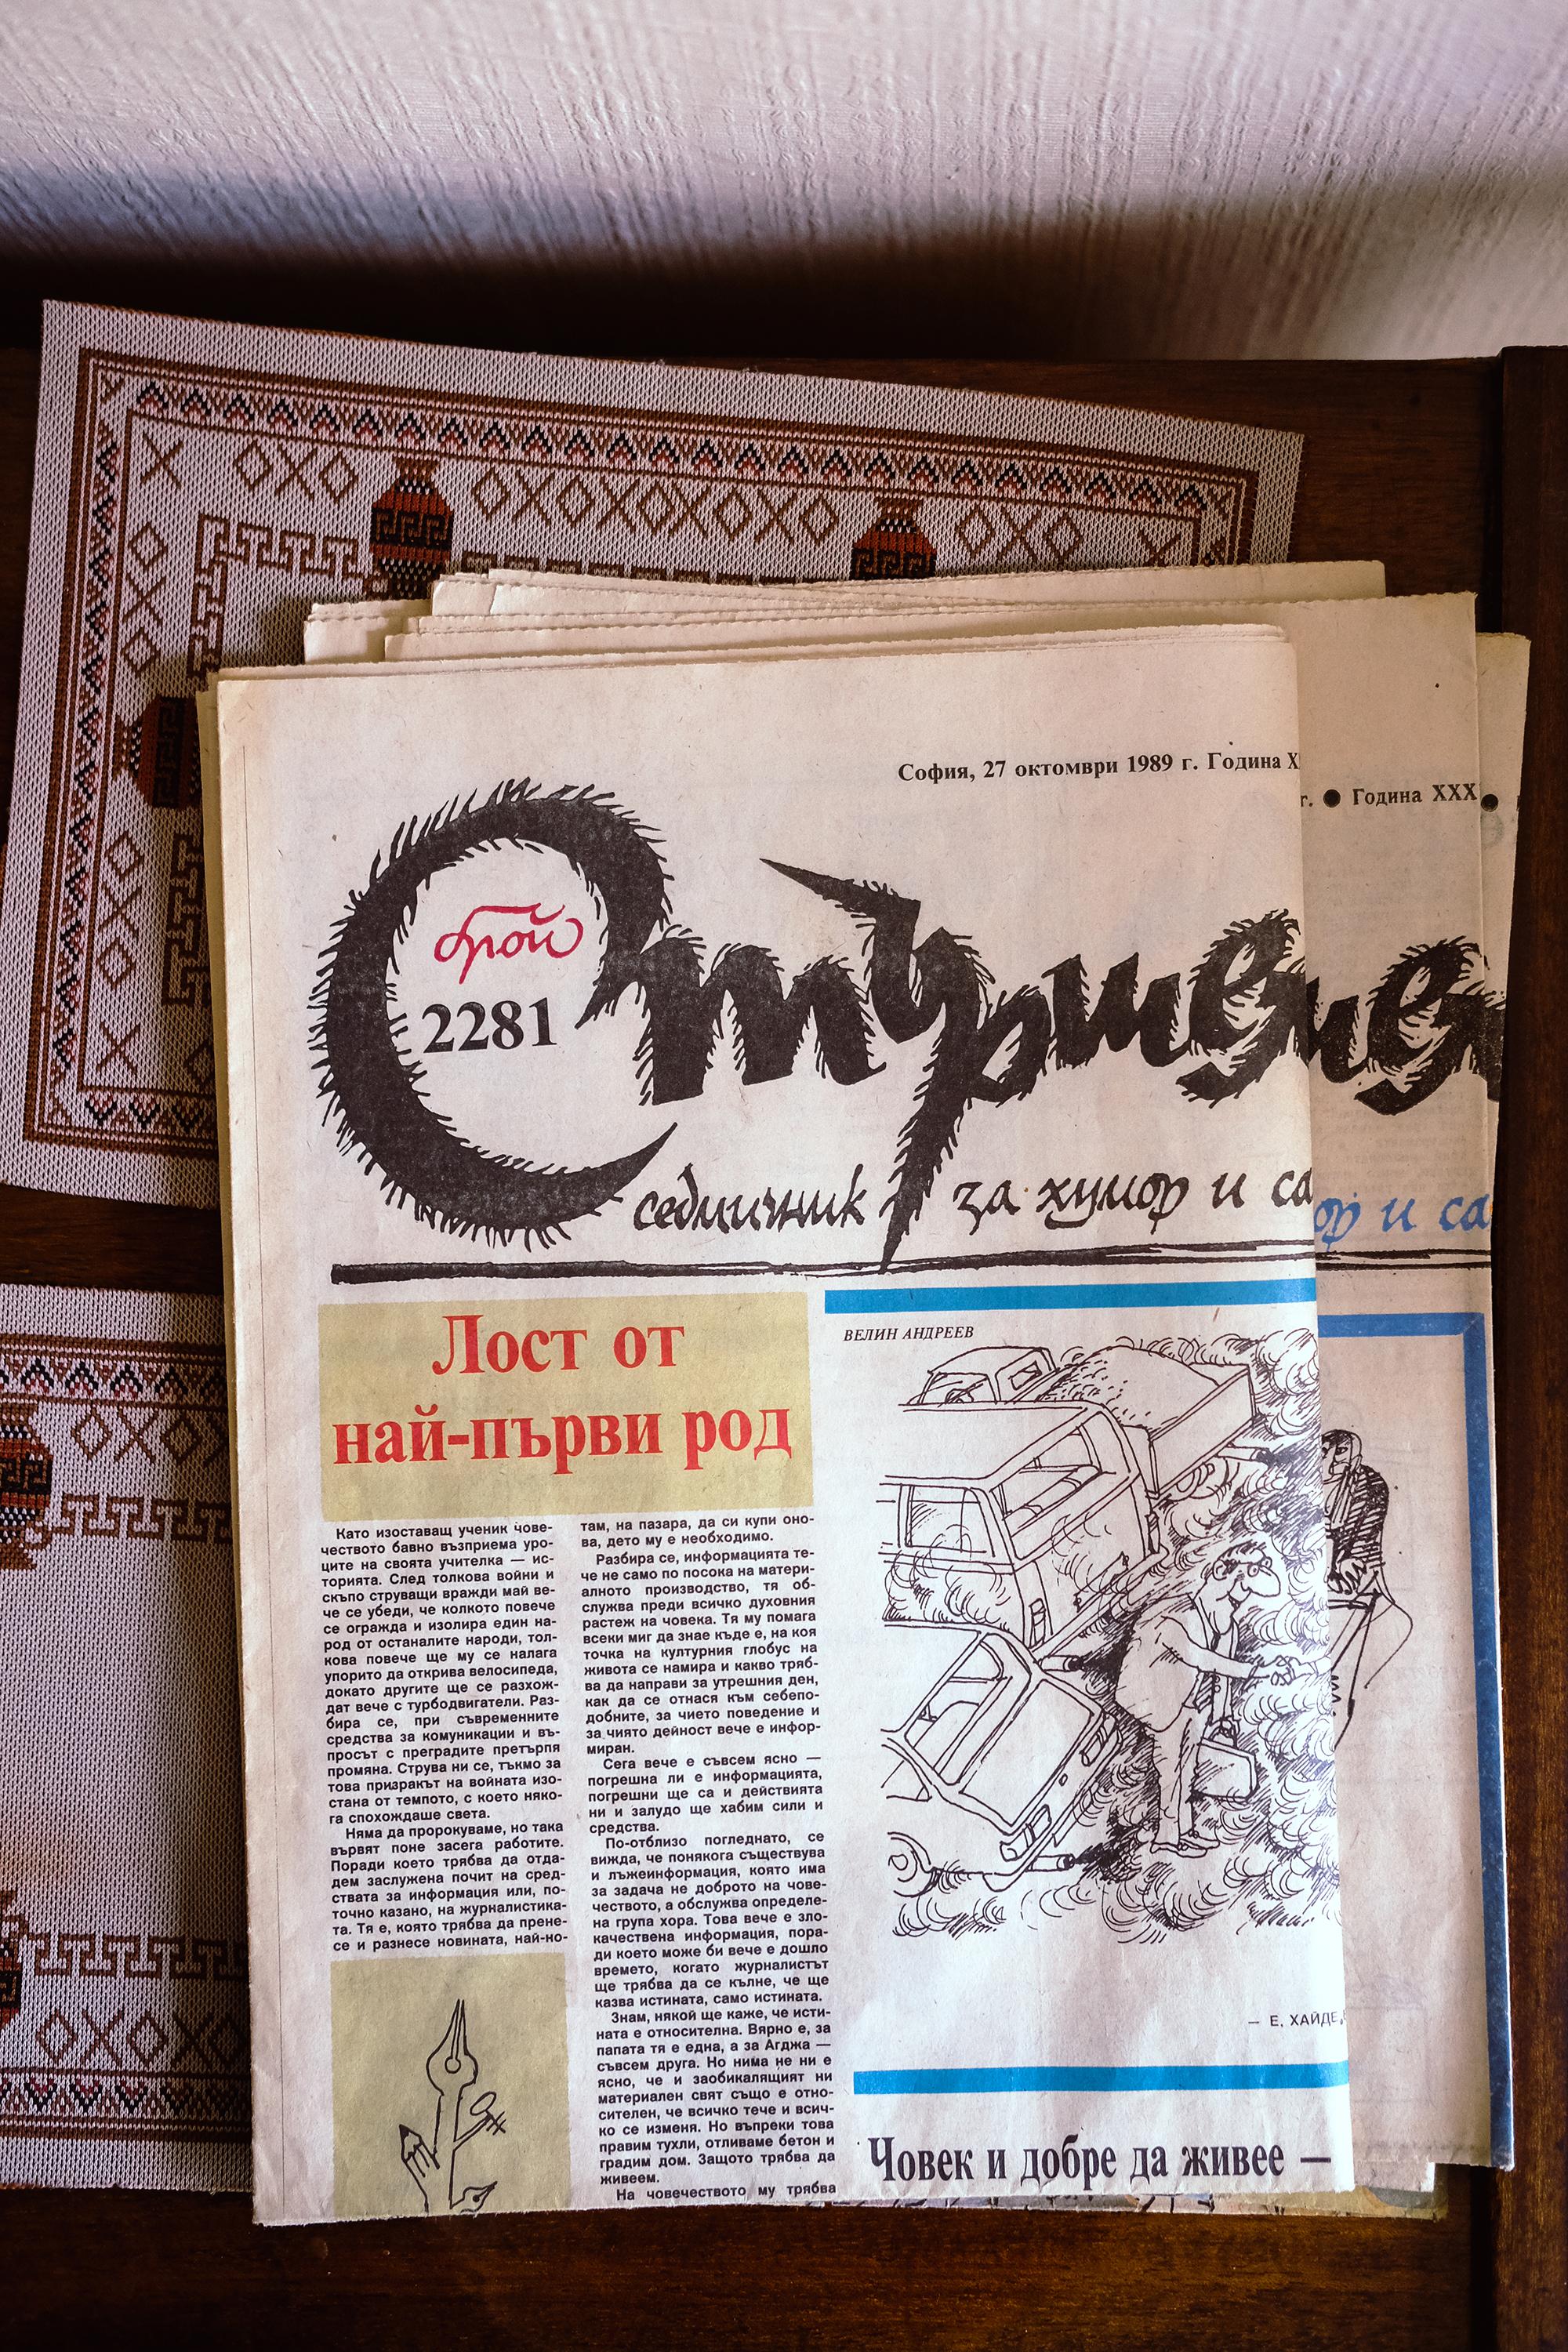 София, 27 октомври 1989 г. Година X
г. ● Година XXX ●
брой
2281
Стърше
седмичник за хумор и са
ор и са
Лост от
най-първи род
Като изоставащ ученик чове-
чеството бавно възприема уро-
ците на своята учителка — ис-
торията. След толкова войни и
скъпо струващи вражди май ве-
че се убеди, че колкото повече
се огражда и изолира един на-
род от останалите народи, тол-
кова повече ще му се налага
упорито да открива велосипеда,
докато другите ще се разхож-
дат вече с турбодвигатели. Раз-
бира се, при съвременните
средства за комуникации и въ-
просът с преградите претърпя
промяна. Струва ни се, тъкмо за
това призракът на войната изо-
стана от темпото, с което няко-
га спохождаше света.
Няма да пророкуваме, но така
вървят поне засега работите.
Поради което трябва да отда-
дем заслужена почит на сред-
ствата за информация или, по-
точно казано, на журналистика-
та. Тя е, която трябва да прене-
се и разнесе новината, най-но-
там, на пазара, да си купи оно-
ва, дето му е необходимо.
Разбира се, информацията те-
че не само по посока на матери-
алното производство, тя об-
служва преди всичко духовния
растеж на човека. Тя му помага
всеки миг да знае къде е, на коя
точка на културния глобус на
живота се намира и какво тряб-
ва да направи за утрешния ден,
как да се отнася към себепо-
добните, за чието поведение и
за чиято дейност вече е инфор-
миран.
Сега вече е съвсем ясно —
погрешна ли е информацията,
погрешни ще са и действията
ни и залудо ще хабим сили и
средства.
По-отблизо погледнато, се
вижда, че понякога съществува
и лъжеинформация, която има
за задача не доброто на чове-
чеството, а обслужва определе-
на група хора. Това вече е зло-
качествена информация, пора-
ди което може би вече е дошло
времето, когато журналистът
ще трябва да се кълне, че ще
казва истината, само истината.
Знам, някой ще каже, че исти-
ната е относителна. Вярно е, за
папата тя е една, а за Агджа —
съвсем друга. Но нима не ни е
ясно, че и заобикалящият ни
материален свят също е отно-
сителен, че всичко тече и всич-
ко се изменя. Но въпреки това
правим тухли, отливаме бетон и
градим дом. Защото трябва да
живеем.
На човечеството му трябва
ВЕЛИН АНДРЕЕВ
— Е, ХАЙДЕ,
Човек и добре да живее —